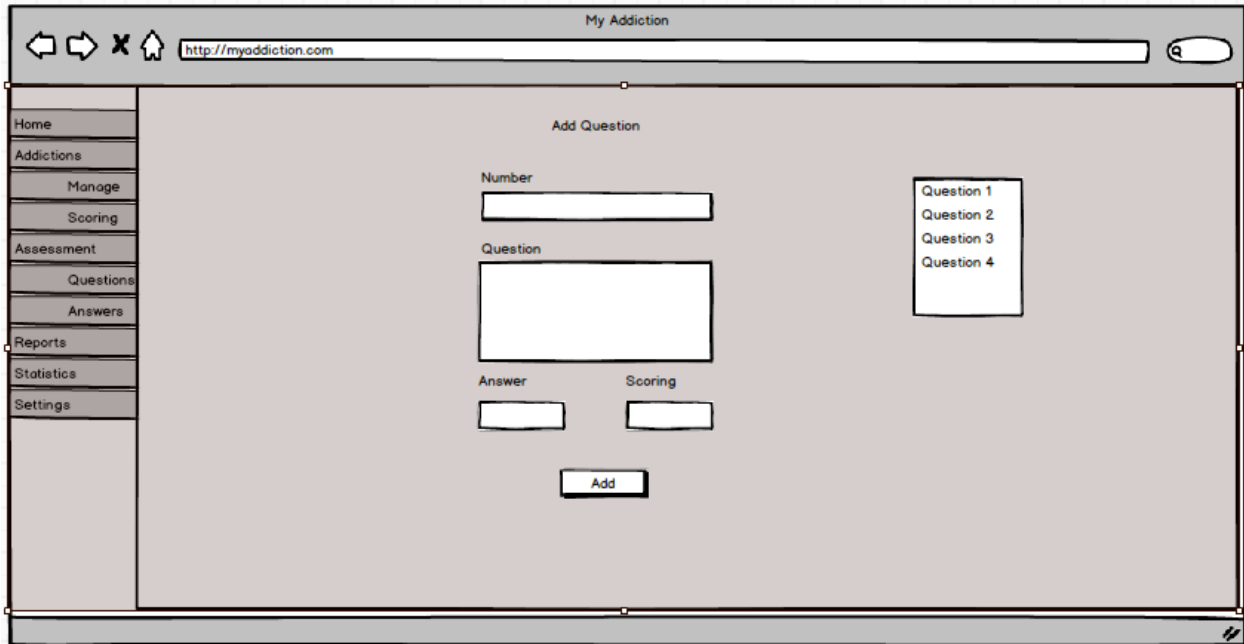 My Addiction
http://myaddiction.com
Home
Addictions
Manage
Scoring
Assessment
Questions
Answers
Reports
Statistics
Settings
Add Question
Number
Question
Answer Scoring
Add
Question 1
Question 2
Question 3
Question 4